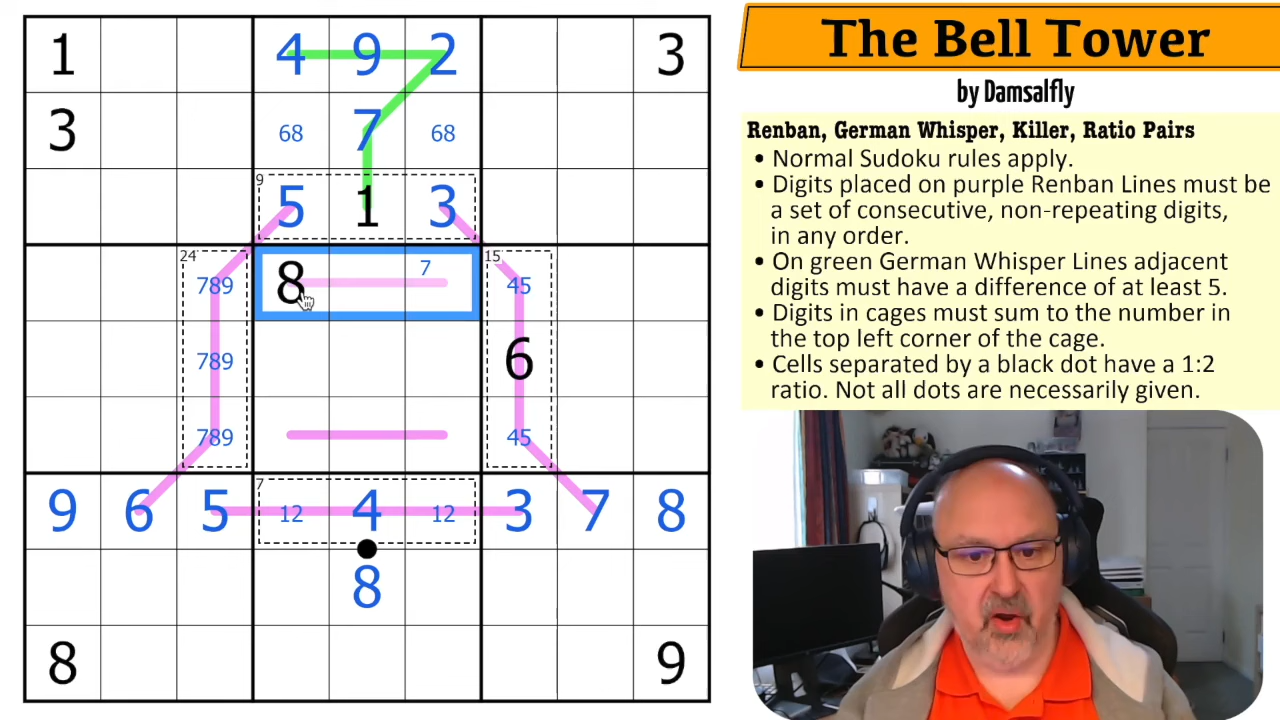 The Bell Tower
by Damsalfly
Renban, German Whisper, Killer, Ratio Pairs
• Normal Sudoku rules apply.
• Digits placed on purple Renban Lines must be
a set of consecutive, non-repeating digits,
in any order.
• On green German Whisper Lines adjacent
digits must have a difference of at least 5.
• Digits in cages must sum to the number in
the top left corner of the cage.
• Cells separated by a black dot have a 1:2
ratio. Not all dots are necessarily given.
1 4 9 2 3
3 68 7 68
9
5 1 3
24 15
789 8 7 45
789 6
789 45
7
9 6 5 12 4 12 3 7 8
8
8 9